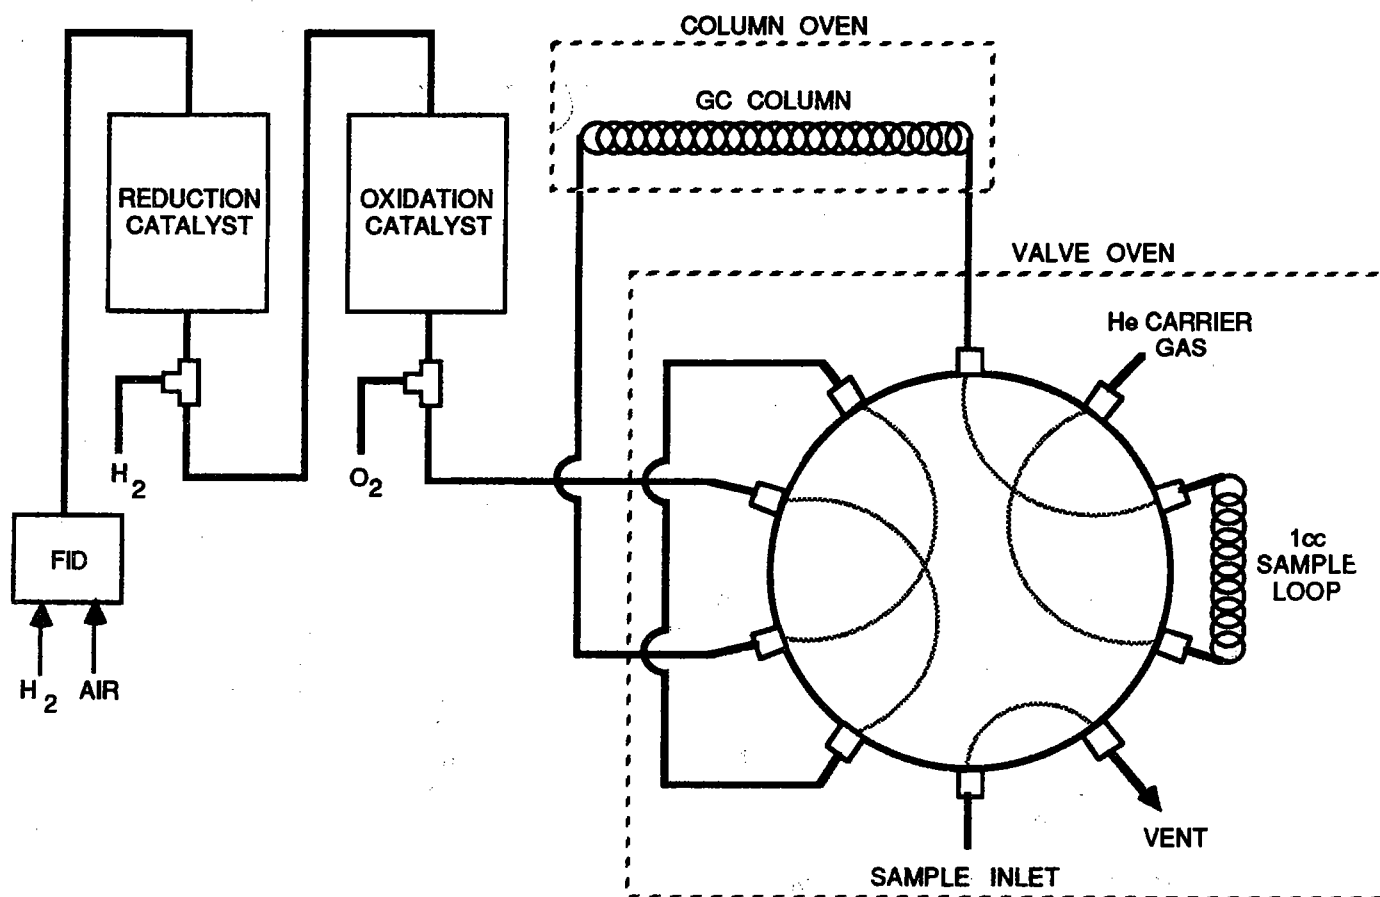 COLUMN OVEN
GC COLUMN
REDUCTION
CATALYST
OXIDATION
CATALYST
VALVE OVEN
He CARRIER
GAS
H2
O2
1cc
SAMPLE
LOOP
FID
H2
AIR
VENT
SAMPLE INLET